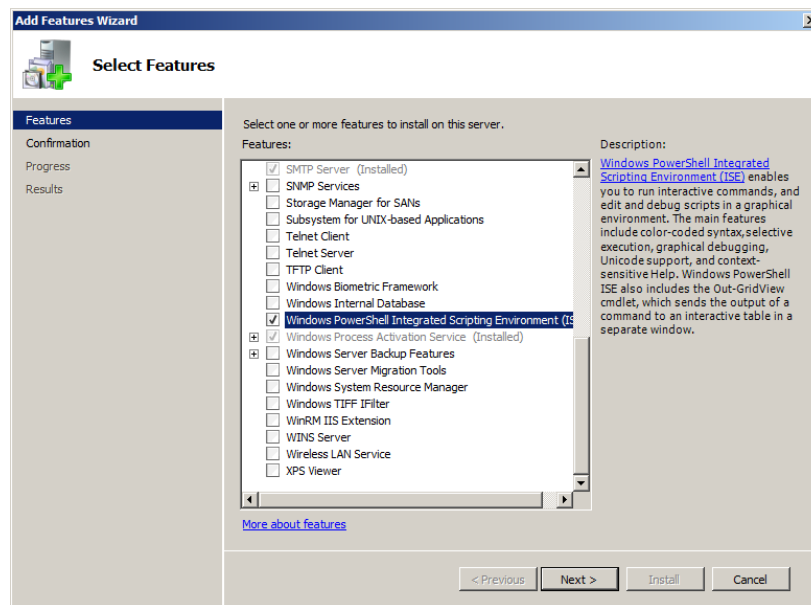 Add Features Wizard
Select Features
Features
Confirmation
Progress
Results
Select one or more features to install on this server.
Features:
SMTP Server (Installed)
SNMP Services
Storage Manager for SANs
Subsystem for UNIX-based Applications
Telnet Client
Telnet Server
TFTP Client
Windows Biometric Framework
Windows Internal Database
Windows PowerShell Integrated Scripting Environment (IS
Windows Process Activation Service (Installed)
Windows Server Backup Features
Windows Server Migration Tools
Windows System Resource Manager
Windows TIFF IFilter
WinRM IIS Extension
WINS Server
Wireless LAN Service
XPS Viewer
More about features
Description:
Windows PowerShell Integrated
Scripting Environment (ISE) enables
you to run interactive commands, and
edit and debug scripts in a graphical
environment. The main features
include color-coded syntax, selective
execution, graphical debugging,
Unicode support, and context-
sensitive Help. Windows PowerShell
ISE also includes the Out-GridView
cmdlet, which sends the output of a
command to an interactive table in a
separate window.
< Previous
Next >
Install
Cancel